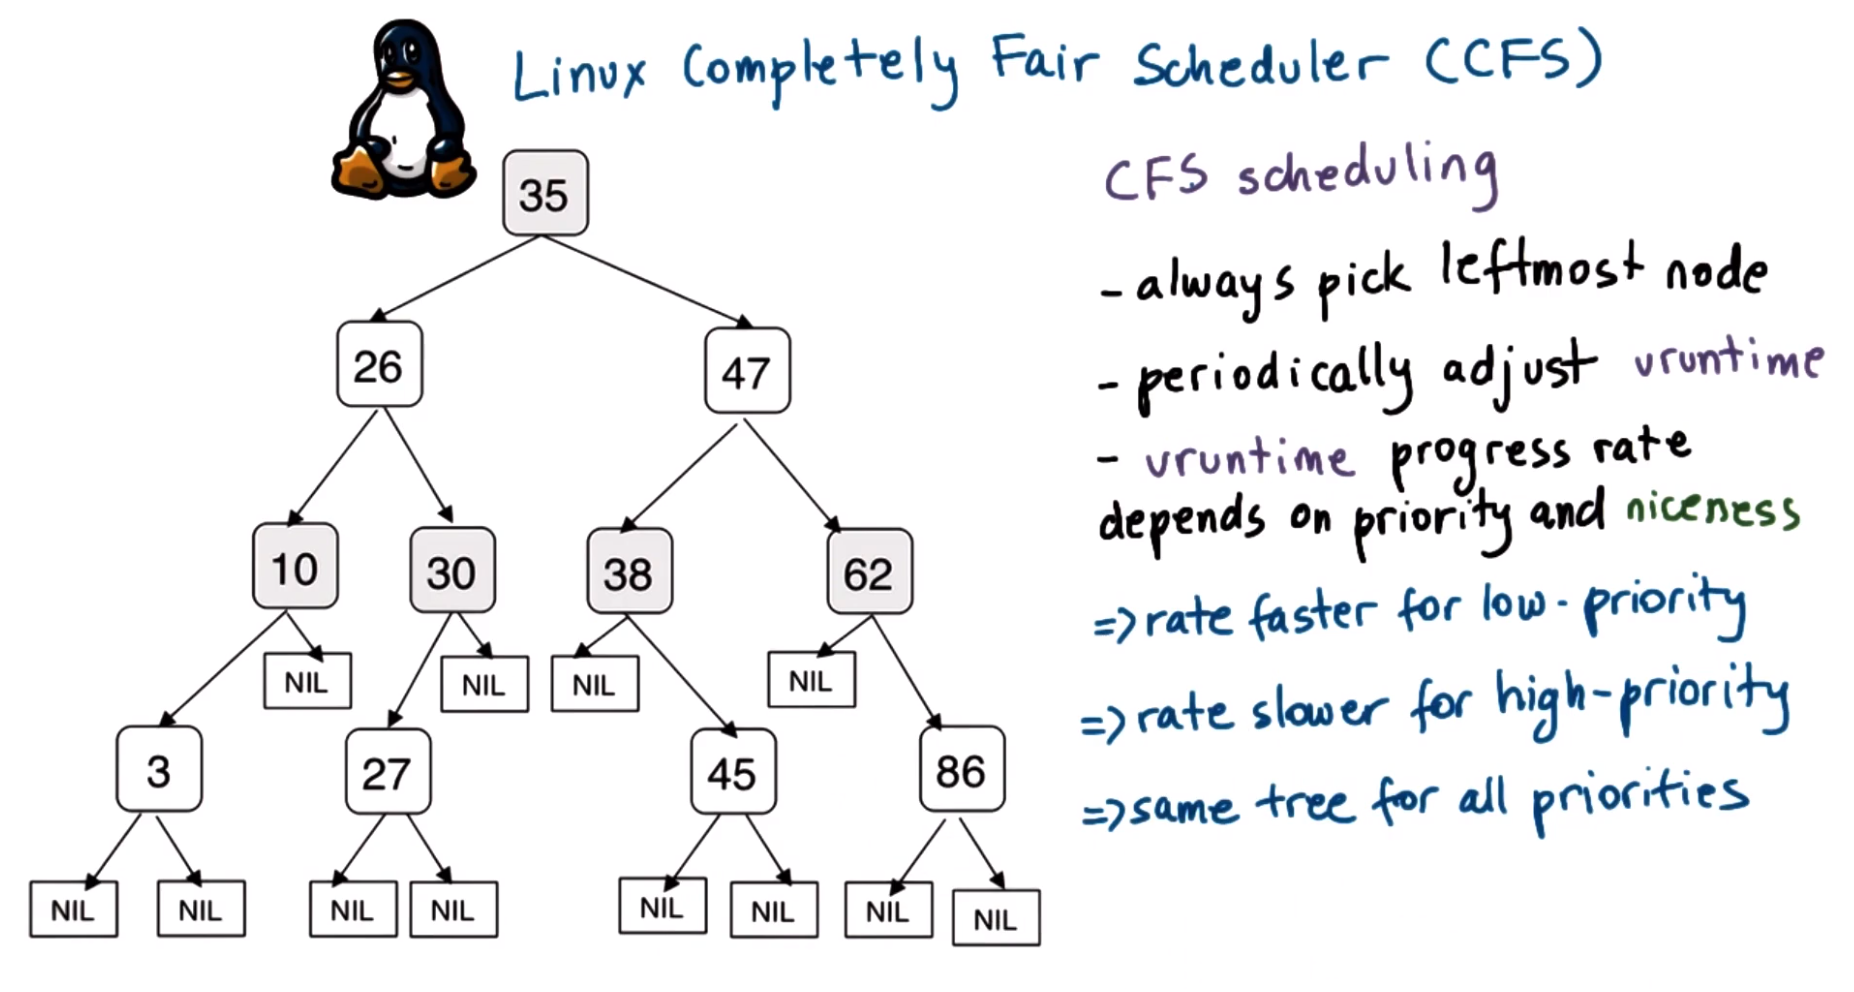 Linux Completely Fair Scheduler (CFS)
35
26
47
10
30
38
62
NIL
NIL
NIL
NIL
3
27
45
86
NIL
NIL
NIL
NIL
NIL
NIL
NIL
NIL
CFS scheduling
- always pick leftmost node
- periodically adjust vruntime
- vruntime progress rate
depends on priority and niceness
=> rate faster for low-priority
=> rate slower for high-priority
=> same tree for all priorities